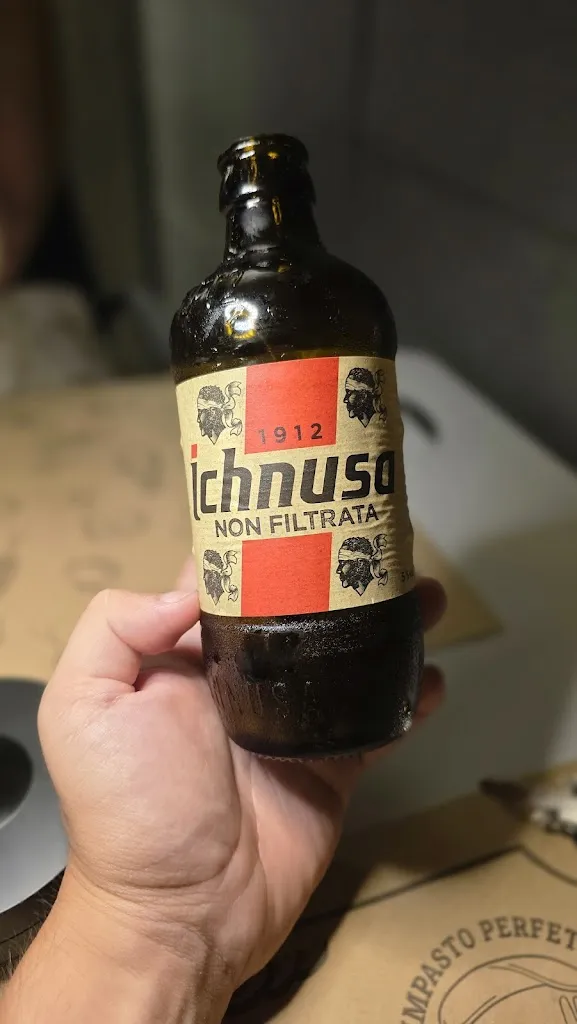 1912
ichnusa
NON FILTRATA
IMPASTO PERFET